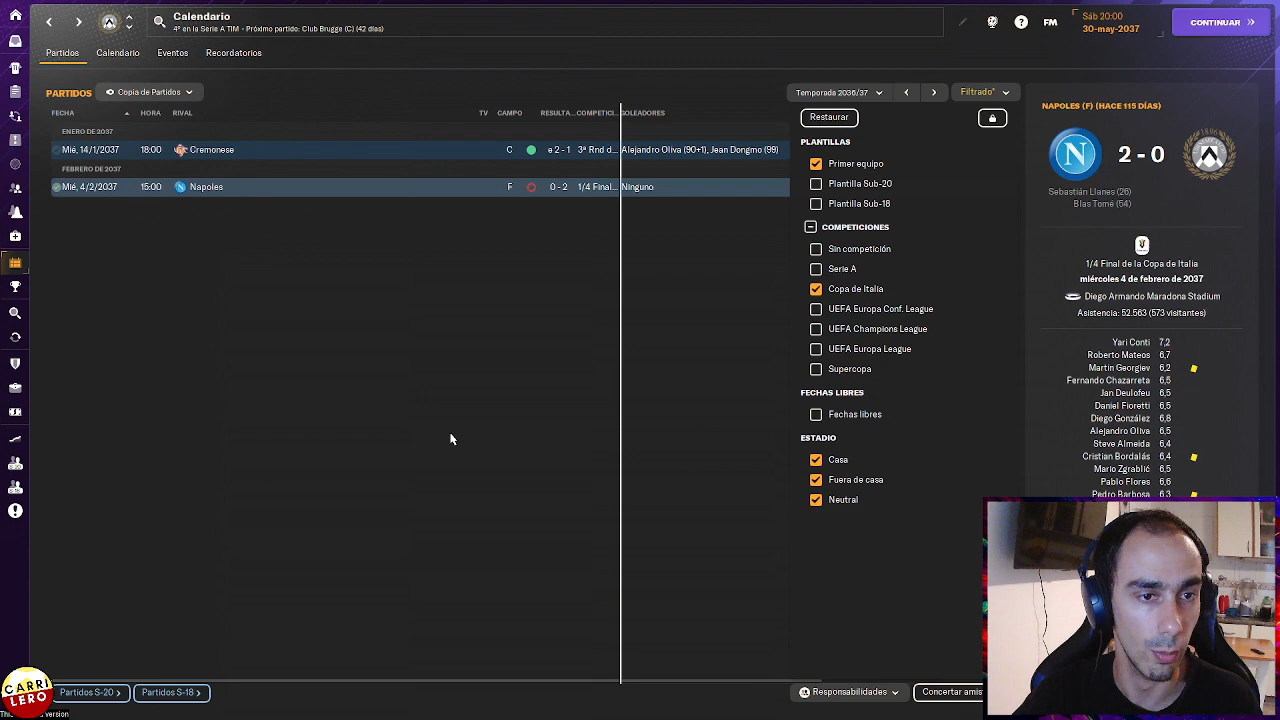 Calendario
4º en la Serie A TIM - Próximo partido: Club Brugge (C) (42 días)
FM
Sáb 20:00
30-may-2037
CONTINUAR
Partidos Calendario Eventos Recordatorios
PARTIDOS Copia de Partidos
Temporada 2036/37 Filtrado*
FECHA HORA RIVAL TV CAMPO RESULTA... COMPETICI... GOLEADORES
ENERO DE 2037
Mié, 14/1/2037 18:00 Cremonese e 2 - 1 3ª Rnd d... Alejandro Oliva (90+1), Jean Dongmo (99)
FEBRERO DE 2037
Mié, 4/2/2037 15:00 Napoles F 0 - 2 1/4 Final... Ninguno
Restaurar
PLANTILLAS
Primer equipo
Plantilla Sub-20
Plantilla Sub-18
COMPETICIONES
Sin competición
Serie A
Copa de Italia
UEFA Europa Conf. League
UEFA Champions League
UEFA Europa League
Supercopa
FECHAS LIBRES
Fechas libres
ESTADIO
Casa
Fuera de casa
Neutral
NAPOLES (F) (HACE 115 DÍAS)
2 - 0
Sebastián Llanes (26)
Blas Tomé (54)
1/4 Final de la Copa de Italia
miércoles 4 de febrero de 2037
Diego Armando Maradona Stadium
Asistencia: 52.563 (573 visitantes)
Yari Conti 7,2
Roberto Mateos 6,7
Martin Georgiev 6,2
Fernando Chazarreta 6,5
Jan Deulofeu 6,5
Daniel Fioretti 6,5
Diego González 6,8
Alejandro Oliva 6,5
Steve Almeida 6,4
Cristian Bordalás 6,4
Mario Zgrablić 6,5
Pablo Flores 6,6
Pedro Barbosa 6,3
Partidos S-20 Partidos S-18
Responsabilidades Concertar amis
CARRI
LERO
version